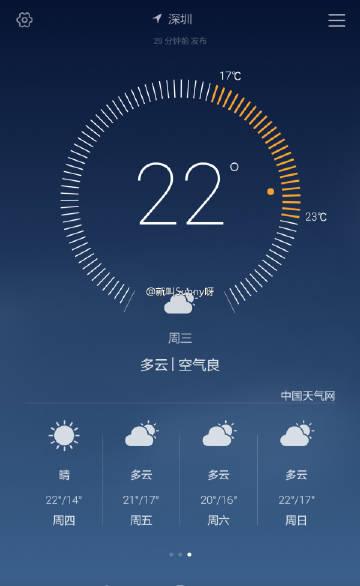 深圳
29 分钟前 发布
17℃
22°
23℃
@新叫Sunny呀
周三
多云 | 空气良
中国天气网
晴 多云 多云 多云
22°/14° 21°/17° 20°/16° 22°/17°
周四 周五 周六 周日